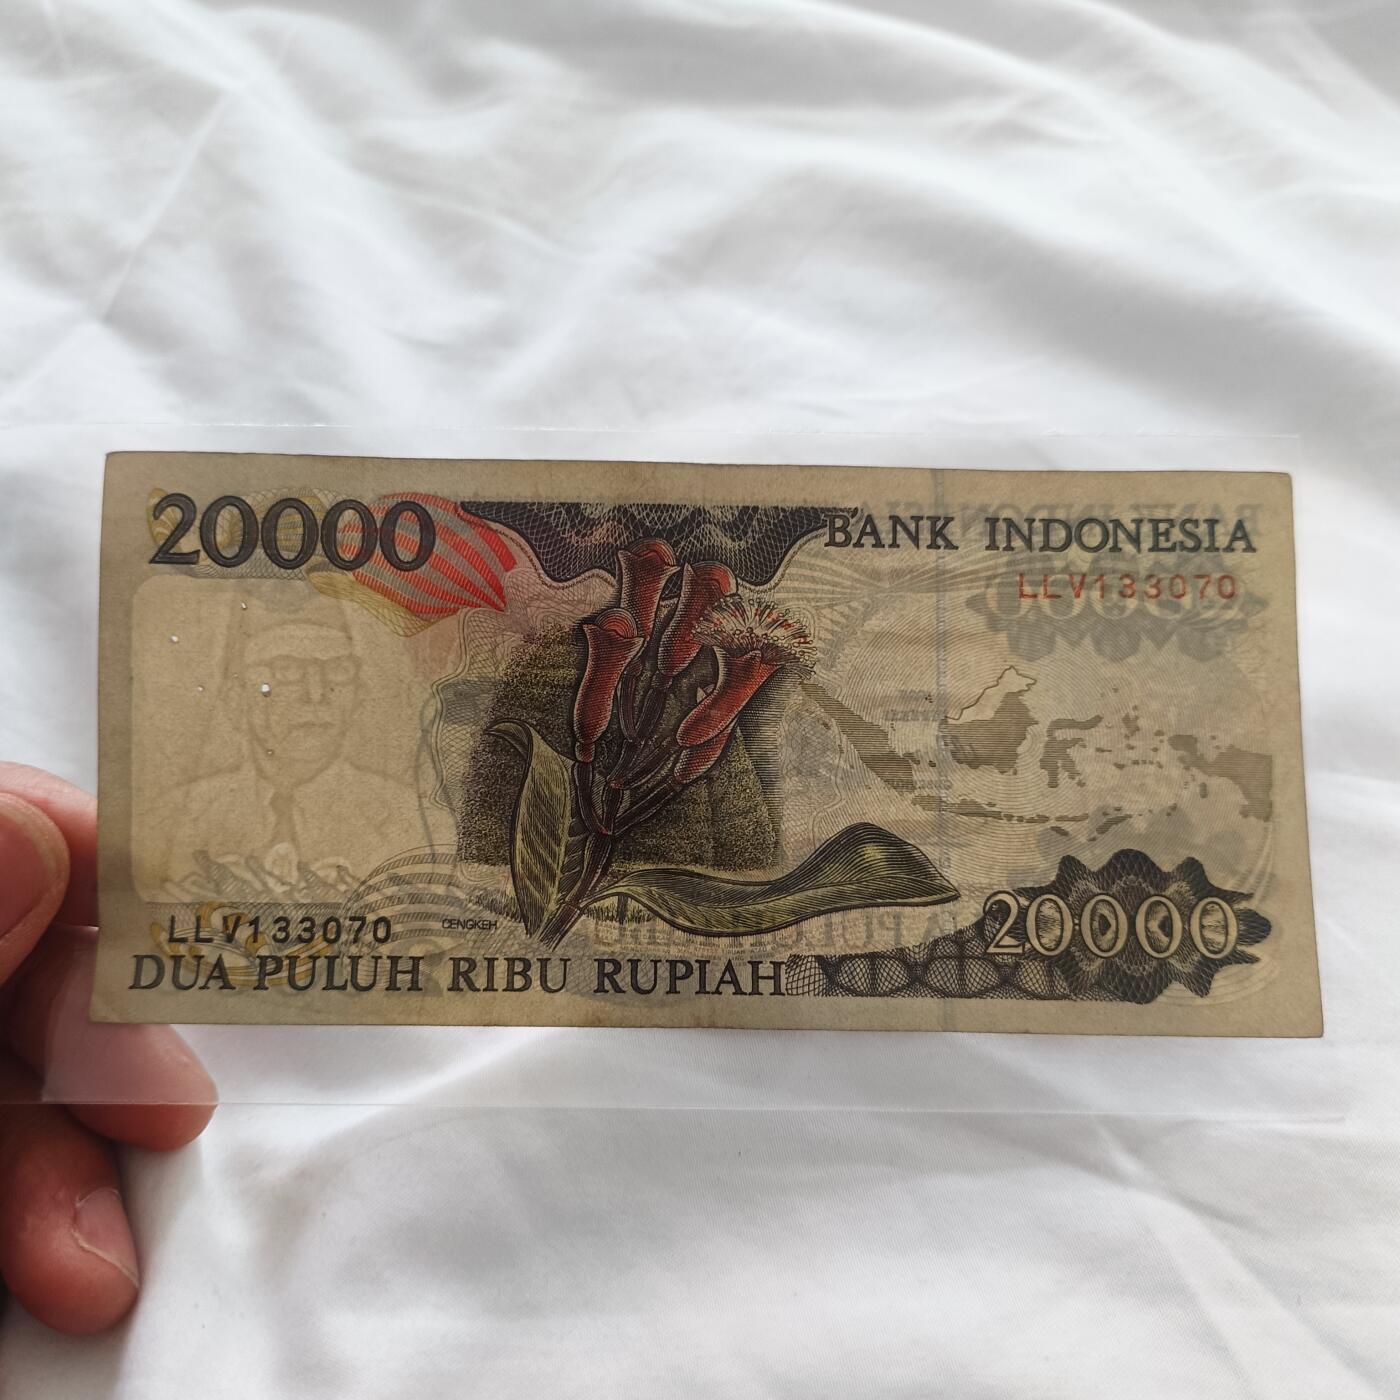 20000
BANK INDONESIA
LLV133070
LLV133070
CENGKEH
20000
DUA PULUH RIBU RUPIAH